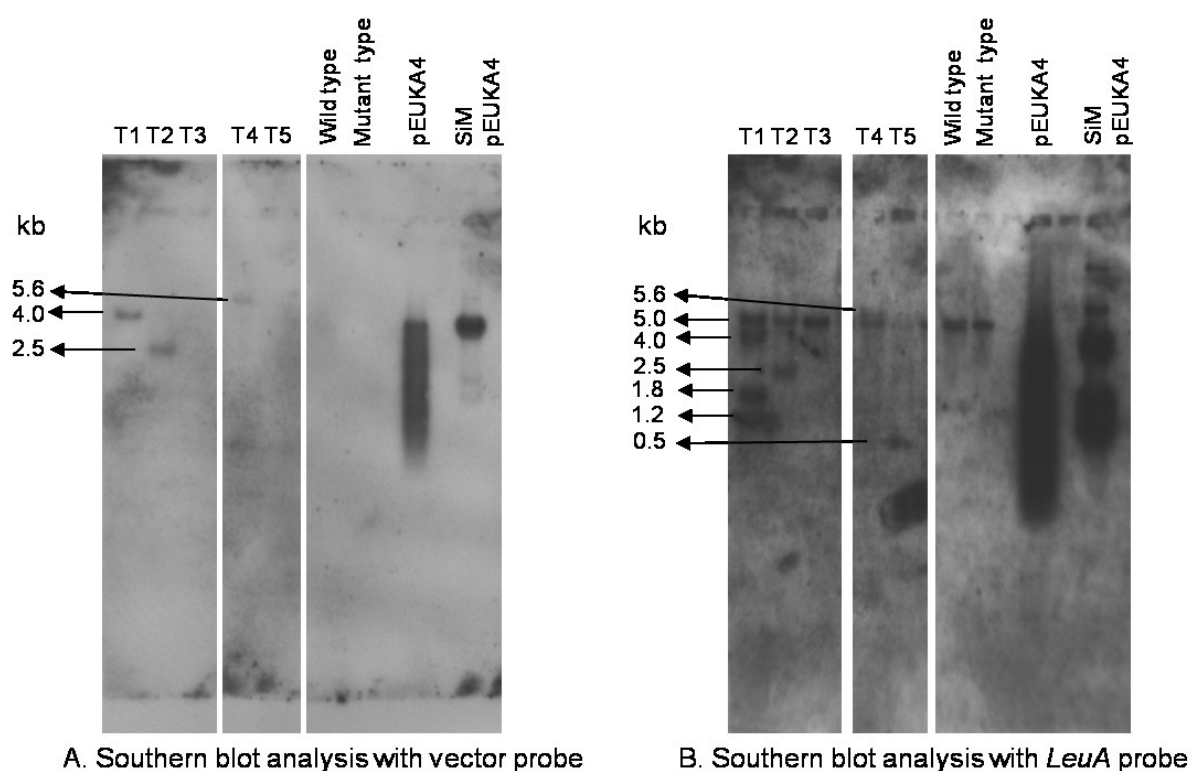 Wild type
Mutant type
pEUKA4
SiM
pEUKA4
T1 T2 T3
T4 T5
kb
5.6
4.0
2.5
A. Southern blot analysis with vector probe
Wild type
Mutant type
pEUKA4
SiM
pEUKA4
T1 T2 T3
T4 T5
kb
5.6
5.0
4.0
2.5
1.8
1.2
0.5
B. Southern blot analysis with LeuA probe